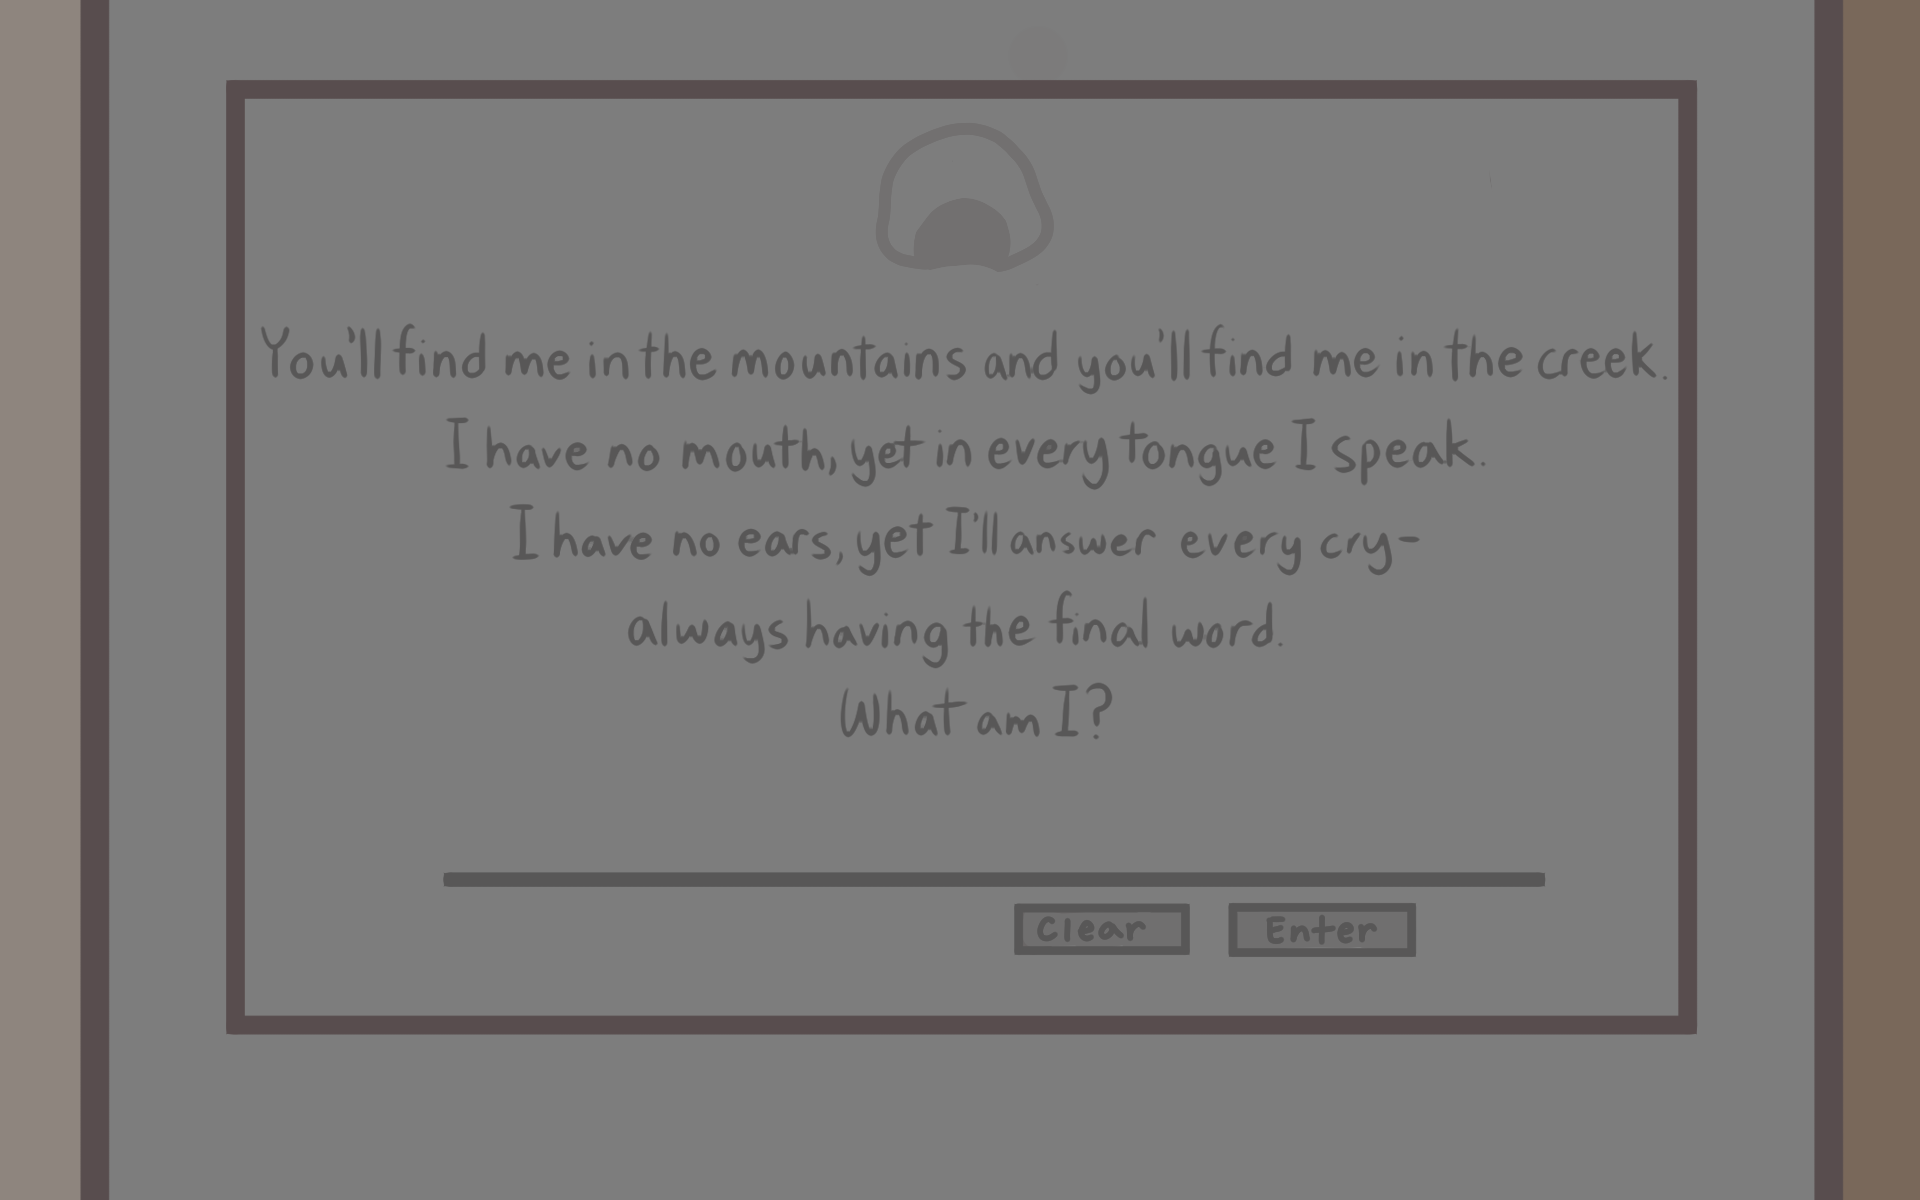 You'll find me in the mountains and you'll find me in the creek.
I have no mouth, yet in every tongue I speak.
I have no ears, yet I'll answer every cry-
always having the final word.
What am I?
Clear
Enter